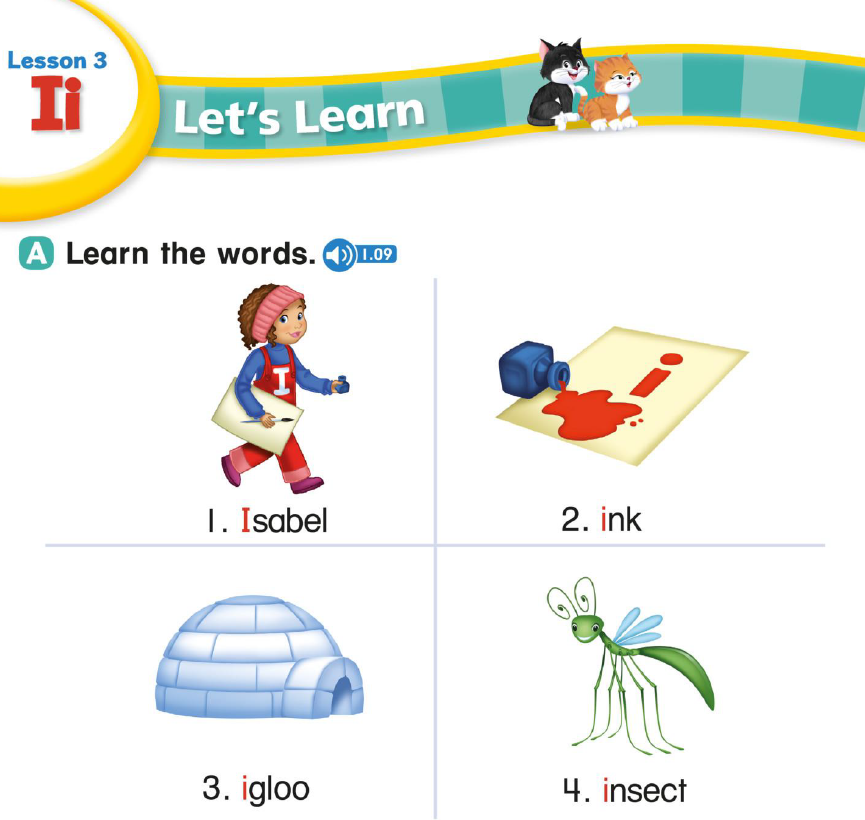 Lesson 3
Ii
Let's Learn
A Learn the words. 1.09
I
i
1. Isabel
2. ink
3. igloo
4. insect